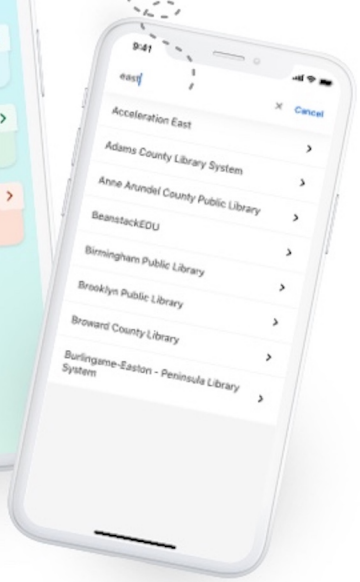 9:41
east
Cancel
Acceleration East
Adams County Library System
Anne Arundel County Public Library
BeanstackEDU
Birmingham Public Library
Brooklyn Public Library
Broward County Library
Burlingame-Easton - Peninsula Library
System